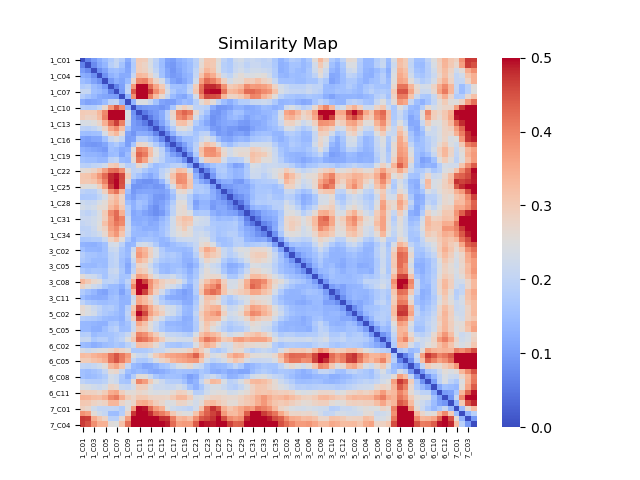 Similarity Map
1_C01
1_C04
1_C07
1_C10
1_C13
1_C16
1_C19
1_C22
1_C25
1_C28
1_C31
1_C34
3_C02
3_C05
3_C08
3_C11
5_C02
5_C05
6_C02
6_C05
6_C08
6_C11
7_C01
7_C04
1_C01 1_C03 1_C05 1_C07 1_C09 1_C11 1_C13 1_C15 1_C17 1_C19 1_C21 1_C23 1_C25 1_C27 1_C29 1_C31 1_C33 1_C35 3_C02 3_C04 3_C06 3_C08 3_C10 3_C12 5_C02 5_C04 5_C06 6_C02 6_C04 6_C06 6_C08 6_C10 6_C12 7_C01 7_C03
0.5
0.4
0.3
0.2
0.1
0.0